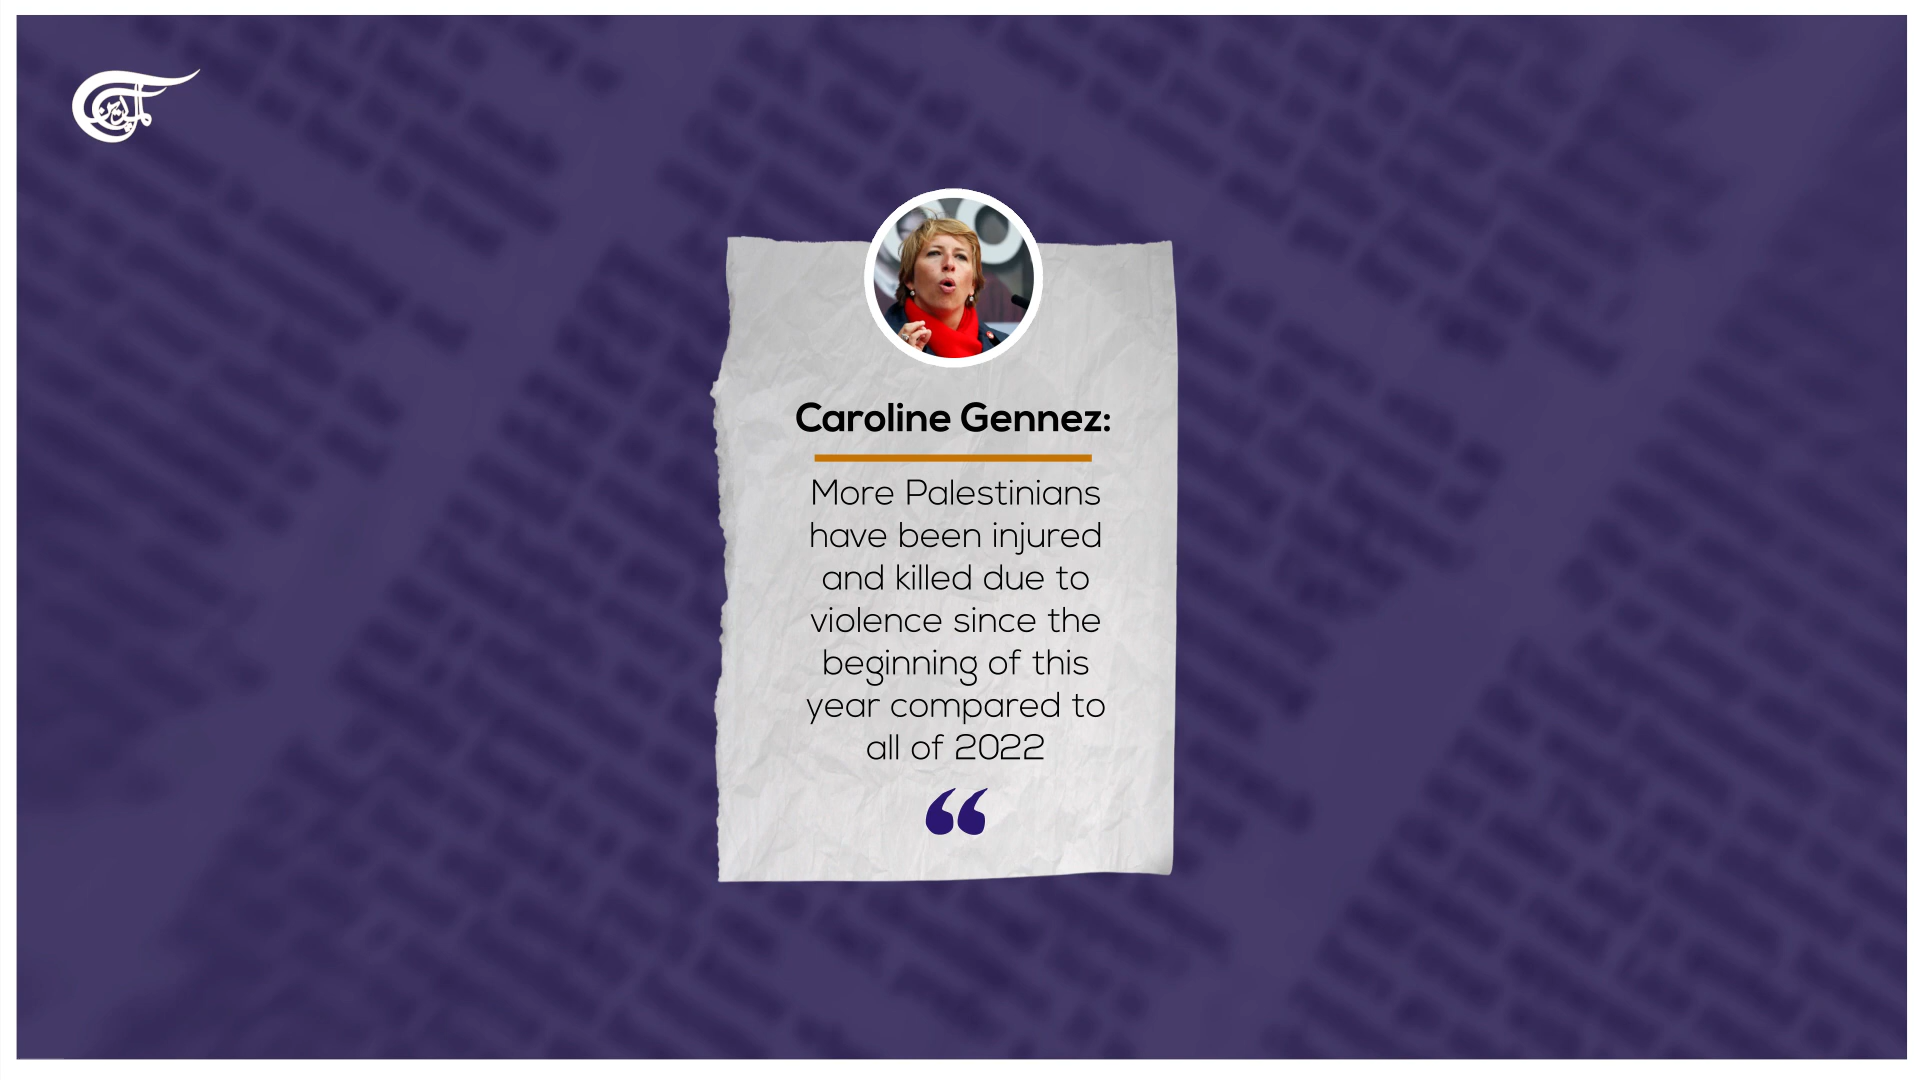 الميادين
Caroline Gennez:
More Palestinians
have been injured
and killed due to
violence since the
beginning of this
year compared to
all of 2022
“